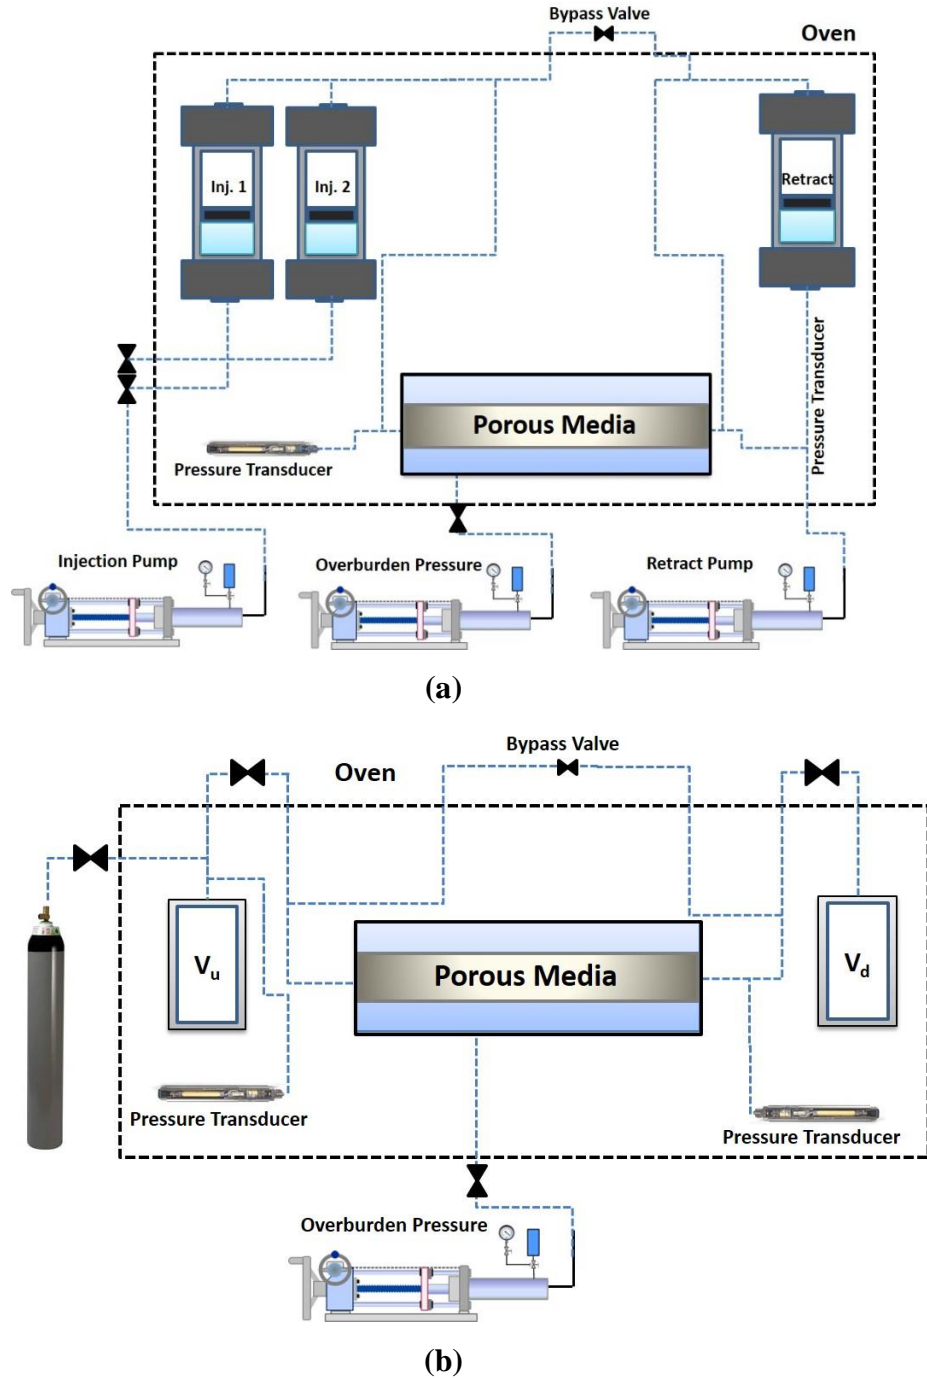 Bypass Valve
Oven
Inj. 1
Inj. 2
Retract
Pressure Transducer
Porous Media
Pressure Transducer
Injection Pump
Overburden Pressure
Retract Pump
(a)
Bypass Valve
Oven
Vu
Porous Media
Vd
Pressure Transducer
Pressure Transducer
Overburden Pressure
(b)